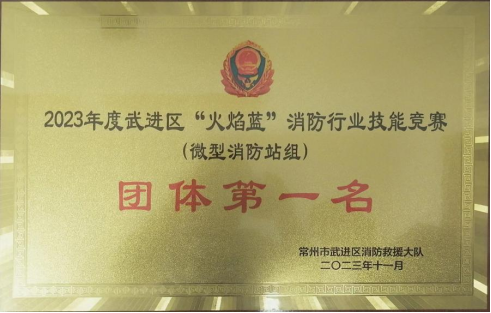 2023年度武进区“火焰蓝”消防行业技能竞赛
（微型消防站组）
团体第一名
常州市武进区消防救援大队
二〇二三年十一月